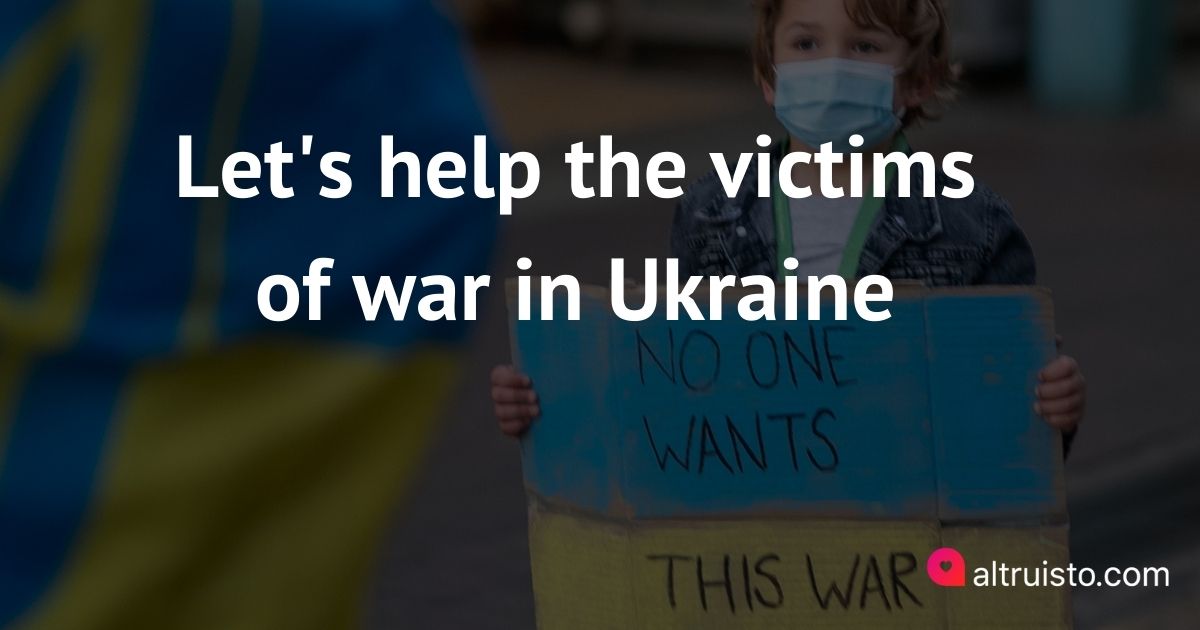 Let's help the victims
of war in Ukraine
NO ONE
WANTS
THIS WAR
altruisto.com